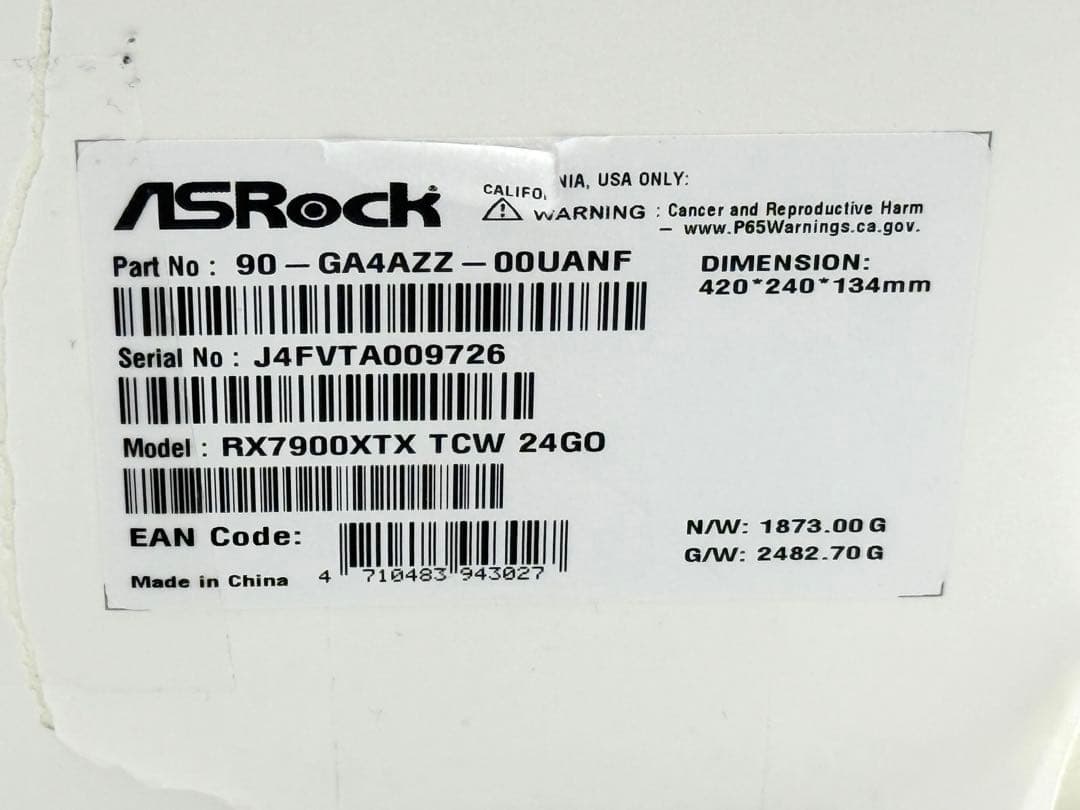 ASRock®
CALIFO NIA, USA ONLY:
⚠ WARNING : Cancer and Reproductive Harm
– www.P65Warnings.ca.gov.
Part No : 90 – GA4AZZ – 00UANF
DIMENSION:
420*240*134mm
Serial No : J4FVTA009726
Model : RX7900XTX TCW 24GO
EAN Code:
N/W: 1873.00 G
G/W: 2482.70 G
Made in China
4 710483 943027